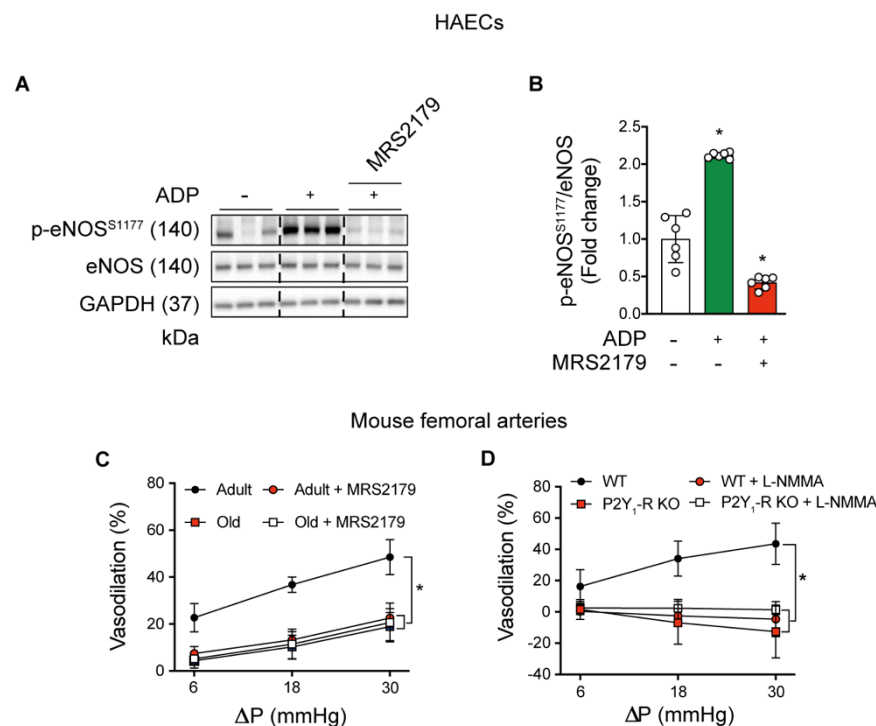 HAECs
A
MRS2179
ADP - + +
p-eNOS^S1177 (140)
eNOS (140)
GAPDH (37)
kDa
B
*
*
p-eNOS^S1177/eNOS
(Fold change)
2.5
2.0
1.5
1.0
0.5
0.0
ADP - + +
MRS2179 - - +
Mouse femoral arteries
C
Adult Adult + MRS2179
Old Old + MRS2179
Vasodilation (%)
80
60
40
20
0
*
6 18 30
ΔP (mmHg)
D
WT WT + L-NMMA
P2Y₁-R KO P2Y₁-R KO + L-NMMA
Vasodilation (%)
80
60
40
20
0
-20
-40
*
6 18 30
ΔP (mmHg)